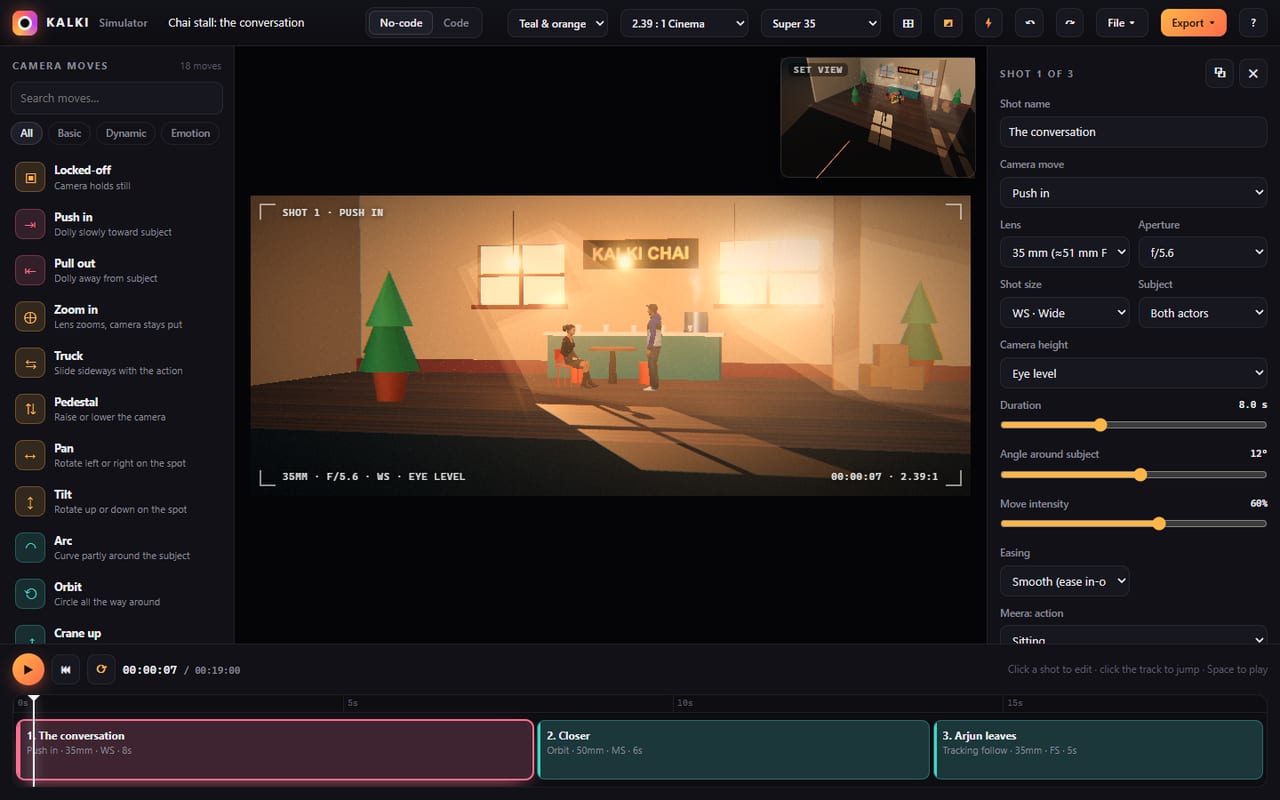 KALKI Simulator Chai stall: the conversation No-code Code Teal & orange 2.39 : 1 Cinema Super 35 File Export ?
CAMERA MOVES 18 moves
Search moves...
All Basic Dynamic Emotion
Locked-off
Camera holds still
Push in
Dolly slowly toward subject
Pull out
Dolly away from subject
Zoom in
Lens zooms, camera stays put
Truck
Slide sideways with the action
Pedestal
Raise or lower the camera
Pan
Rotate left or right on the spot
Tilt
Rotate up or down on the spot
Arc
Curve partly around the subject
Orbit
Circle all the way around
Crane up
SET VIEW
SHOT 1 · PUSH IN
KALKI CHAI
35MM · F/5.6 · WS · EYE LEVEL
00:00:07 · 2.39:1
SHOT 1 OF 3
Shot name
The conversation
Camera move
Push in
Lens Aperture
35 mm (≈51 mm F f/5.6
Shot size Subject
WS · Wide Both actors
Camera height
Eye level
Duration 8.0 s
Angle around subject 12°
Move intensity 60%
Easing
Smooth (ease in-o
Meera: action
Sitting
00:00:07 / 00:19:00
Click a shot to edit · click the track to jump · Space to play
0s 5s 10s 15s
1. The conversation
Push in · 35mm · WS · 8s
2. Closer
Orbit · 50mm · MS · 6s
3. Arjun leaves
Tracking follow · 35mm · FS · 5s